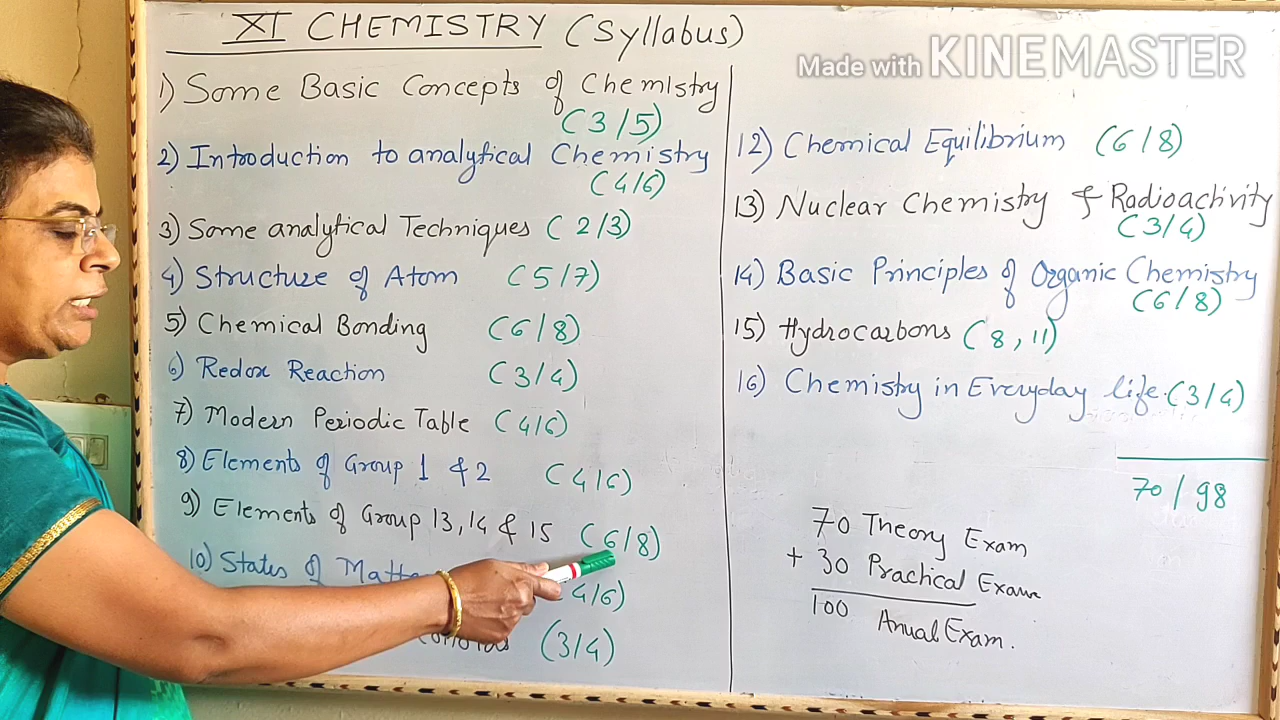 XI CHEMISTRY (Syllabus)
1) Some Basic Concepts of Chemistry
(3/5)
2) Introduction to analytical Chemistry
(4/6)
3) Some analytical Techniques (2/3)
4) Structure of Atom (5/7)
5) Chemical Bonding (6/8)
6) Redox Reaction (3/4)
7) Modern Periodic Table (4/6)
8) Elements of Group 1 & 2 (4/6)
9) Elements of Group 13, 14 & 15 (6/8)
10) States of
4/6)
(3/4)
Made with KINEMASTER
12) Chemical Equilibrium (6/8)
13) Nuclear Chemistry & Radioactivity
(3/4)
14) Basic Principles of Organic Chemistry
(6/8)
15) Hydrocarbons (8, 11)
16) Chemistry in Everyday life. (3/4)
70/98
70 Theory Exam
+ 30 Practical Exam
100 Anual Exam.